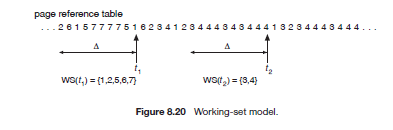 page reference table
. . . 2 6 1 5 7 7 7 7 5 1 6 2 3 4 1 2 3 4 4 4 3 4 3 4 4 4 1 3 2 3 4 4 4 3 4 4 4 . . .
Δ Δ
t₁ t₂
WS(t₁) = {1,2,5,6,7} WS(t₂) = {3,4}
Figure 8.20 Working-set model.